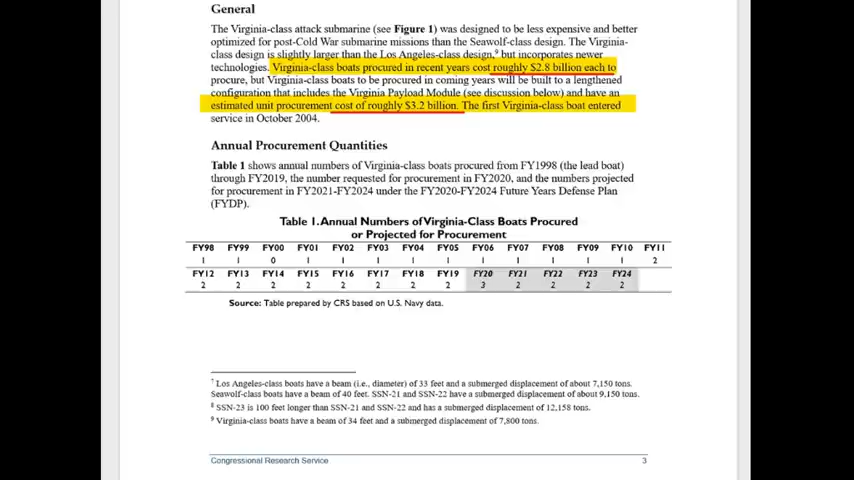 General
The Virginia-class attack submarine (see Figure 1) was designed to be less expensive and better
optimized for post-Cold War submarine missions than the Seawolf-class design. The Virginia-
class design is slightly larger than the Los Angeles-class design,9 but incorporates newer
technologies. Virginia-class boats procured in recent years cost roughly $2.8 billion each to
procure, but Virginia-class boats to be procured in coming years will be built to a lengthened
configuration that includes the Virginia Payload Module (see discussion below) and have an
estimated unit procurement cost of roughly $3.2 billion. The first Virginia-class boat entered
service in October 2004.
Annual Procurement Quantities
Table 1 shows annual numbers of Virginia-class boats procured from FY1998 (the lead boat)
through FY2019, the number requested for procurement in FY2020, and the numbers projected
for procurement in FY2021-FY2024 under the FY2020-FY2024 Future Years Defense Plan
(FYDP).
Table 1. Annual Numbers of Virginia-Class Boats Procured
or Projected for Procurement
FY98 FY99 FY00 FY01 FY02 FY03 FY04 FY05 FY06 FY07 FY08 FY09 FY10 FY11
1 1 0 1 1 1 1 1 1 1 1 1 1 2
FY12 FY13 FY14 FY15 FY16 FY17 FY18 FY19 FY20 FY21 FY22 FY23 FY24
2 2 2 2 2 2 2 2 3 2 2 2 2
Source: Table prepared by CRS based on U.S. Navy data.
7 Los Angeles-class boats have a beam (i.e., diameter) of 33 feet and a submerged displacement of about 7,150 tons.
Seawolf-class boats have a beam of 40 feet. SSN-21 and SSN-22 have a submerged displacement of about 9,150 tons.
8 SSN-23 is 100 feet longer than SSN-21 and SSN-22 and has a submerged displacement of 12,158 tons.
9 Virginia-class boats have a beam of 34 feet and a submerged displacement of 7,800 tons.
Congressional Research Service 3